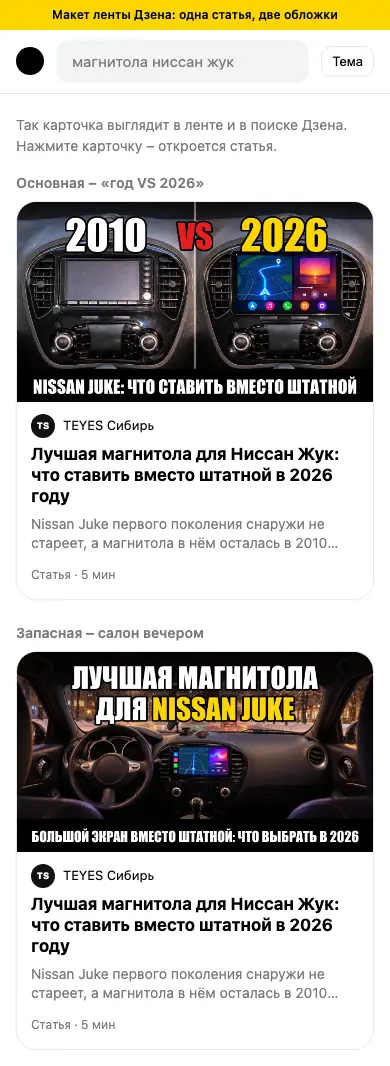 Макет ленты Дзена: одна статья, две обложки
магнитола ниссан жук
Тема
Так карточка выглядит в ленте и в поиске Дзена.
Нажмите карточку – откроется статья.
Основная – «год VS 2026»
2010 VS 2026
NISSAN JUKE: ЧТО СТАВИТЬ ВМЕСТО ШТАТНОЙ
TS TEYES Сибирь
Лучшая магнитола для Ниссан Жук:
что ставить вместо штатной в 2026
году
Nissan Juke первого поколения снаружи не
стареет, а магнитола в нём осталась в 2010...
Статья · 5 мин
Запасная – салон вечером
ЛУЧШАЯ МАГНИТОЛА
ДЛЯ NISSAN JUKE
БОЛЬШОЙ ЭКРАН ВМЕСТО ШТАТНОЙ: ЧТО ВЫБРАТЬ В 2026
TS TEYES Сибирь
Лучшая магнитола для Ниссан Жук:
что ставить вместо штатной в 2026
году
Nissan Juke первого поколения снаружи не
стареет, а магнитола в нём осталась в 2010...
Статья · 5 мин